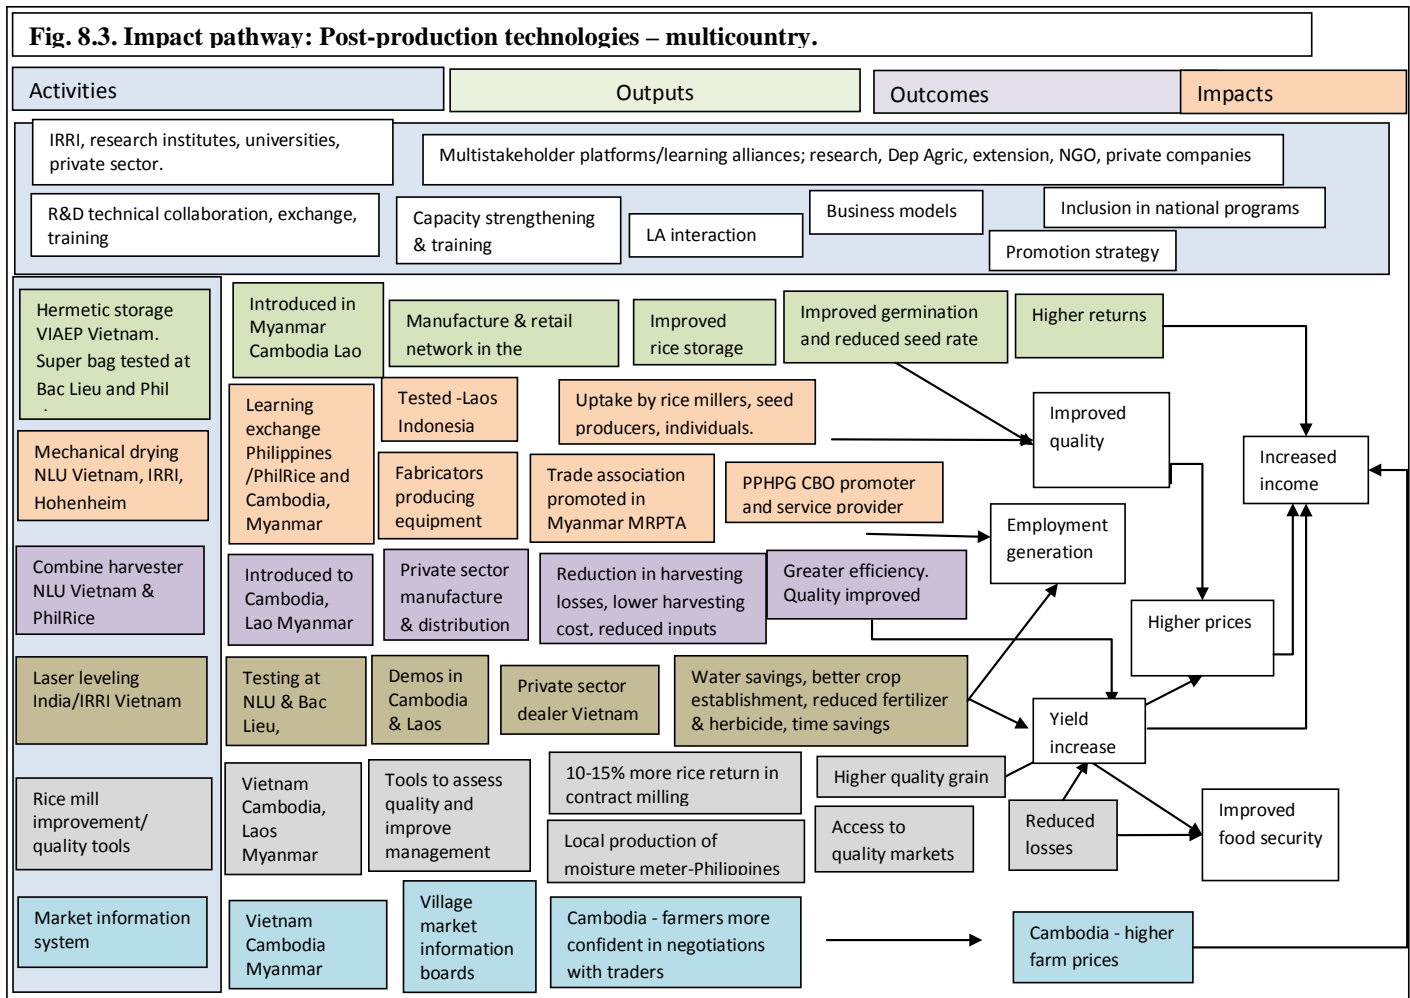 Fig. 8.3. Impact pathway: Post-production technologies – multicountry.
Activities
Outputs
Outcomes
Impacts
IRRI, research institutes, universities,
private sector.
Multistakeholder platforms/learning alliances; research, Dep Agric, extension, NGO, private companies
R&D technical collaboration, exchange,
training
Capacity strengthening
& training
LA interaction
Business models
Inclusion in national programs
Promotion strategy
Hermetic storage
VIAEP Vietnam.
Super bag tested at
Bac Lieu and Phil
Introduced in
Myanmar
Cambodia Lao
Manufacture & retail
network in the
Improved
rice storage
Improved germination
and reduced seed rate
Higher returns
Mechanical drying
NLU Vietnam, IRRI,
Hohenheim
Learning
exchange
Philippines
/PhilRice and
Cambodia,
Myanmar
Tested -Laos
Indonesia
Uptake by rice millers, seed
producers, individuals.
Fabricators
producing
equipment
Trade association
promoted in
Myanmar MRPTA
PPHPG CBO promoter
and service provider
Improved
quality
Increased
income
Employment
generation
Combine harvester
NLU Vietnam &
PhilRice
Introduced to
Cambodia,
Lao Myanmar
Private sector
manufacture
& distribution
Reduction in harvesting
losses, lower harvesting
cost, reduced inputs
Greater efficiency.
Quality improved
Higher prices
Laser leveling
India/IRRI Vietnam
Testing at
NLU & Bac
Lieu,
Demos in
Cambodia
& Laos
Private sector
dealer Vietnam
Water savings, better crop
establishment, reduced fertilizer
& herbicide, time savings
Yield
increase
Rice mill
improvement/
quality tools
Vietnam
Cambodia,
Laos
Myanmar
Tools to assess
quality and
improve
management
10-15% more rice return in
contract milling
Local production of
moisture meter-Philippines
Higher quality grain
Access to
quality markets
Reduced
losses
Improved
food security
Market information
system
Vietnam
Cambodia
Myanmar
Village
market
information
boards
Cambodia - farmers more
confident in negotiations
with traders
Cambodia - higher
farm prices